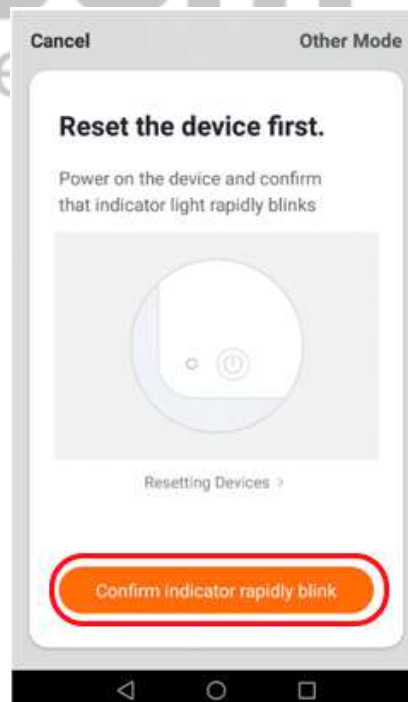 Cancel
Other Mode
Reset the device first.
Power on the device and confirm
that indicator light rapidly blinks
Resetting Devices >
Confirm indicator rapidly blink